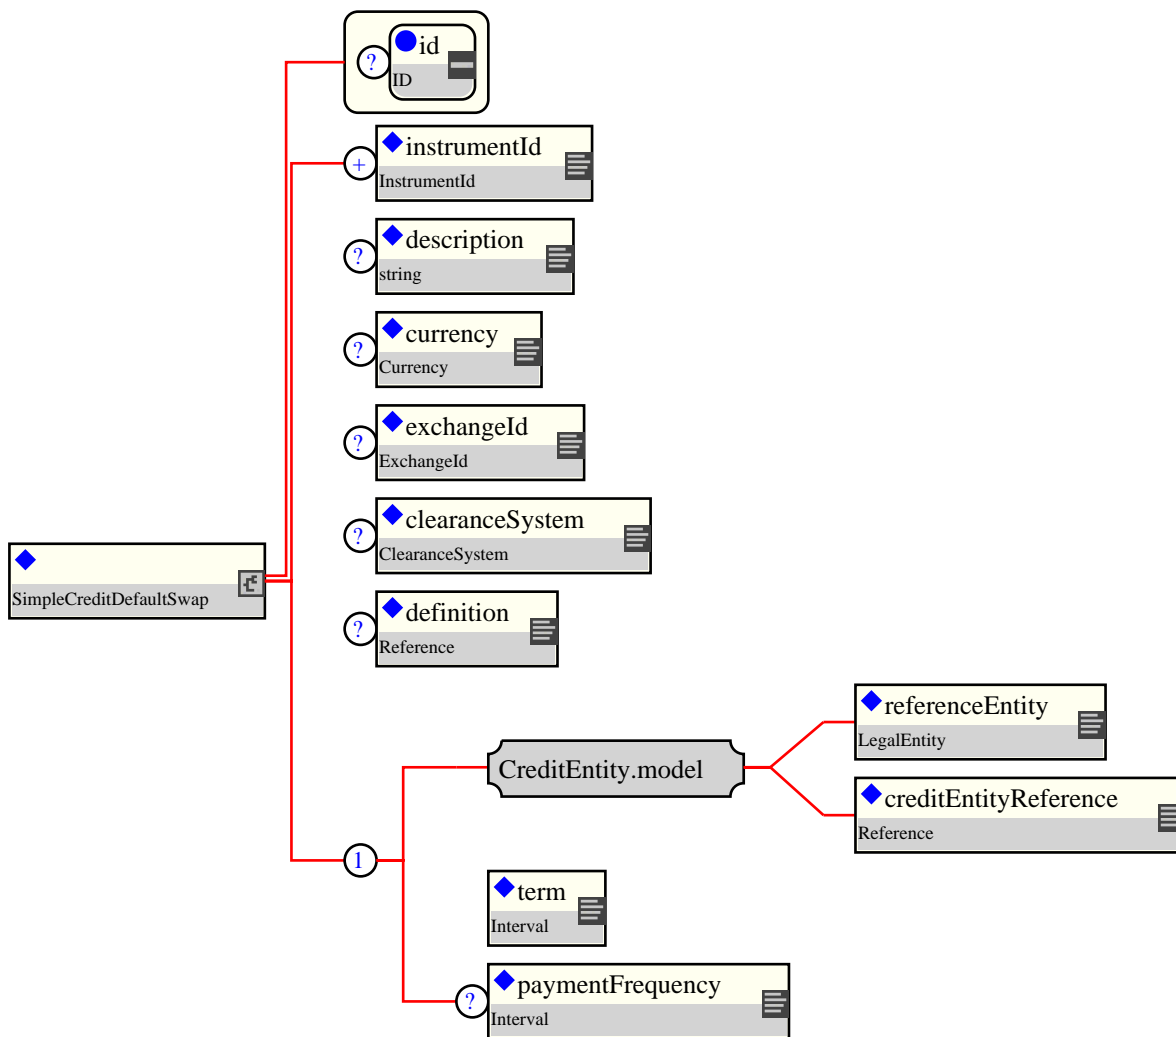 ?
id
ID
+
instrumentId
InstrumentId
?
description
string
?
currency
Currency
?
exchangeId
ExchangeId
?
clearanceSystem
ClearanceSystem
SimpleCreditDefaultSwap
?
definition
Reference
referenceEntity
LegalEntity
CreditEntity.model
creditEntityReference
Reference
1
term
Interval
?
paymentFrequency
Interval